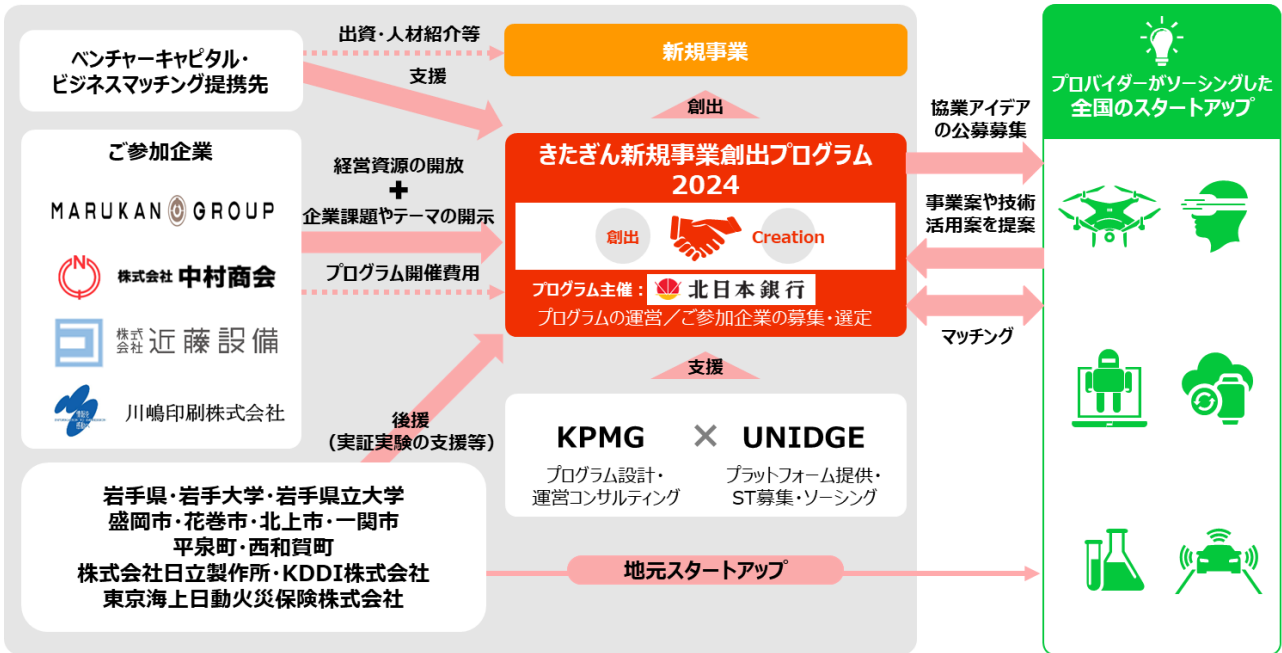 ベンチャーキャピタル・
ビジネスマッチング提携先
出資・人材紹介等
支援
新規事業
創出
ご参加企業
MARUKAN GROUP
N
株式会社 中村商会
株式
会社 近藤設備
川嶋印刷株式会社
経営資源の開放
+
企業課題やテーマの開示
プログラム開催費用
きたぎん新規事業創出プログラム
2024
創出
Creation
プログラム主催：北日本銀行
プログラムの運営／ご参加企業の募集・選定
支援
KPMG × UNIDGE
プログラム設計・
運営コンサルティング
プラットフォーム提供・
ST募集・ソーシング
後援
（実証実験の支援等）
岩手県・岩手大学・岩手県立大学
盛岡市・花巻市・北上市・一関市
平泉町・西和賀町
株式会社日立製作所・KDDI株式会社
東京海上日動火災保険株式会社
地元スタートアップ
協業アイデア
の公募募集
事業案や技術
活用案を提案
マッチング
プロバイダーがソーシングした
全国のスタートアップ